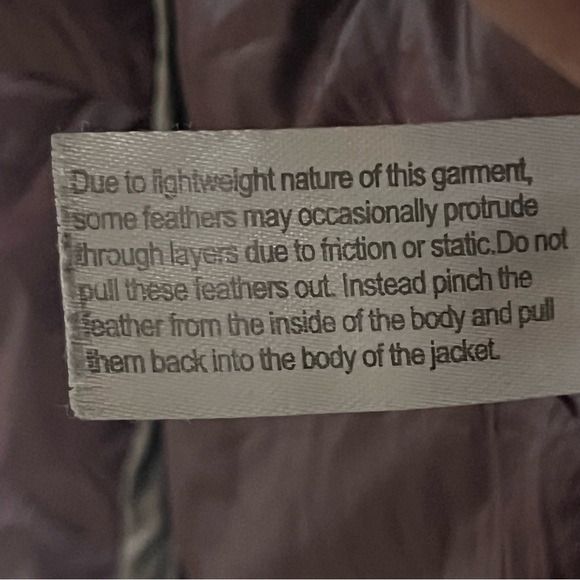 Due to lightweight nature of this garment,
some feathers may occasionally protrude
through layers due to friction or static.Do not
pull these feathers out. Instead pinch the
feather from the inside of the body and pull
them back into the body of the jacket.